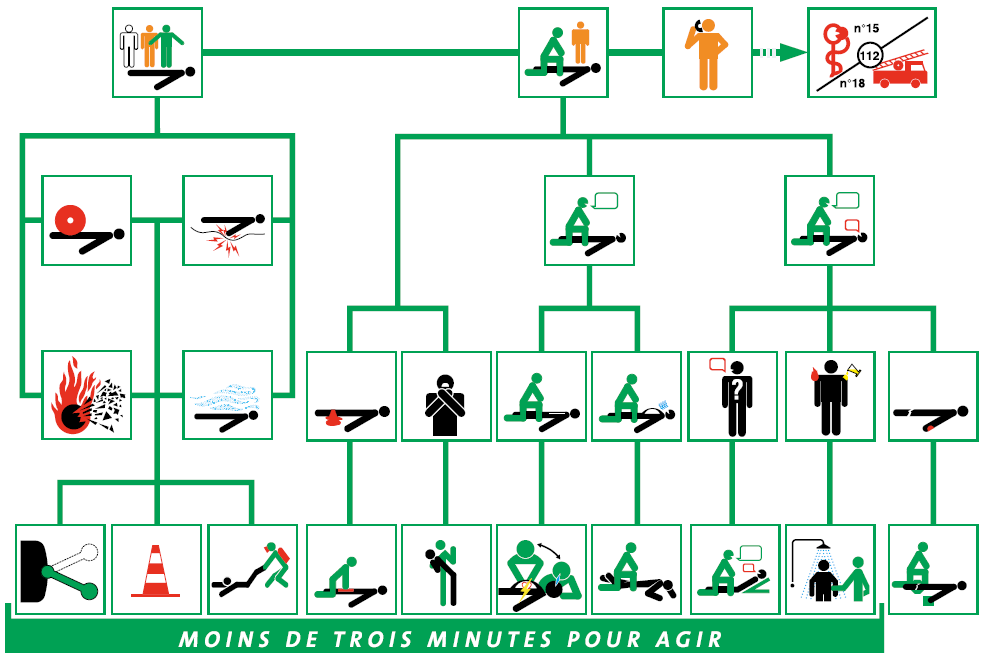 n°15
112
n°18
?
MOINS DE TROIS MINUTES POUR AGIR